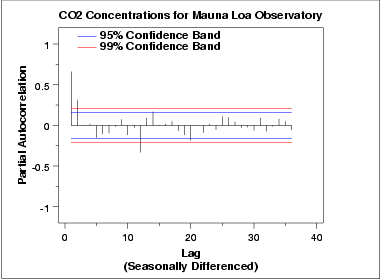 CO2 Concentrations for Mauna Loa Observatory
95% Confidence Band
99% Confidence Band
1
0.5
0
-0.5
-1
Partial Autocorrelation
0 10 20 30 40
Lag
(Seasonally Differenced)